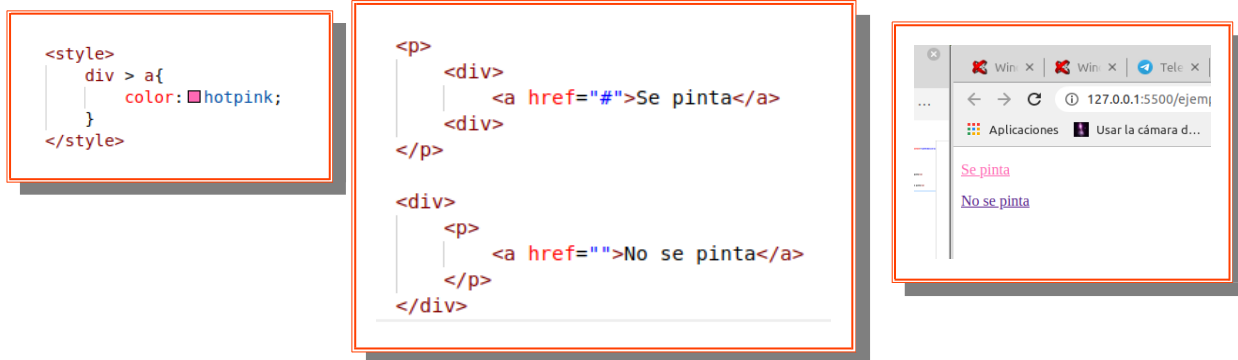 <style>
div > a{
color: hotpink;
}
</style>
<p>
<div>
<a href="#">Se pinta</a>
<div>
</p>
<div>
<p>
<a href="">No se pinta</a>
</p>
</div>
Win × Win × Tele ×
... 127.0.0.1:5500/ejemp
Aplicaciones Usar la cámara d...
Se pinta
No se pinta